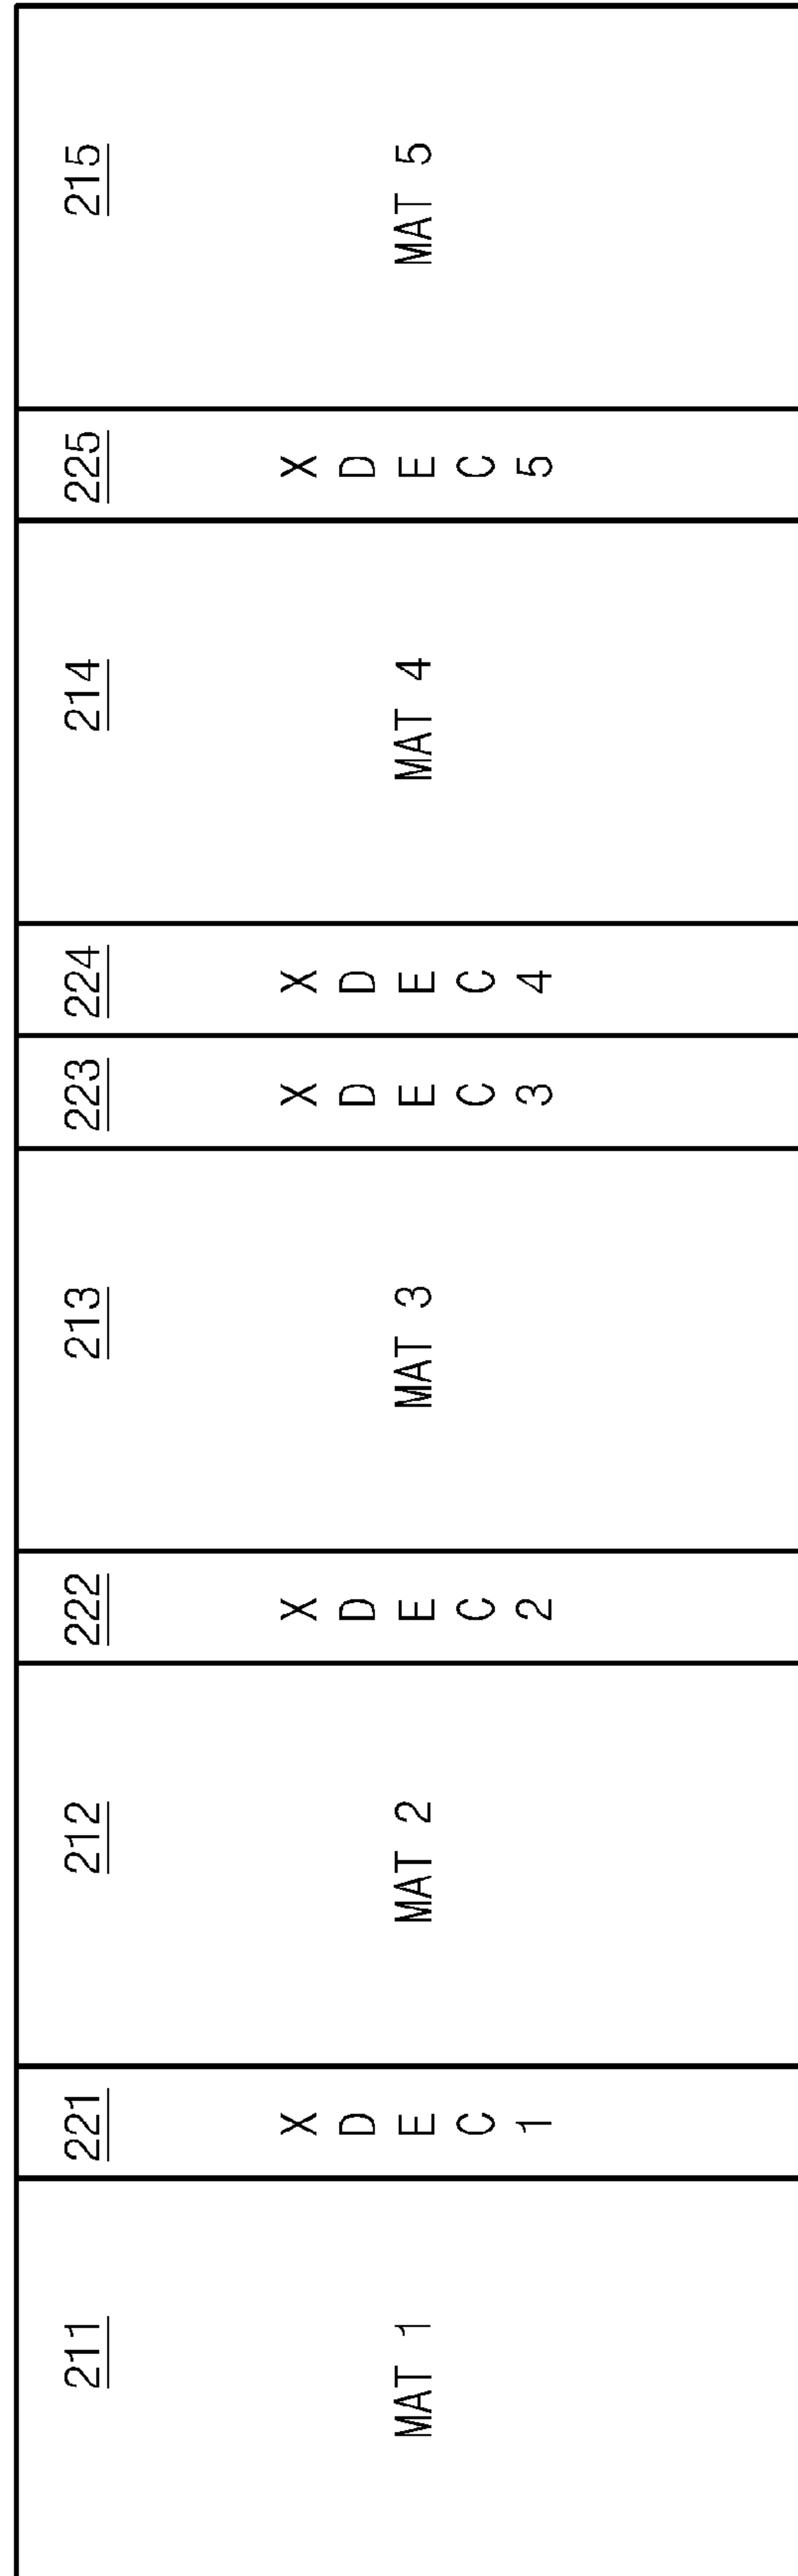 211
MAT 1
221
XDEC1
212
MAT 2
222
XDEC2
213
MAT 3
223
XDEC3
224
XDEC4
214
MAT 4
225
XDEC5
215
MAT 5